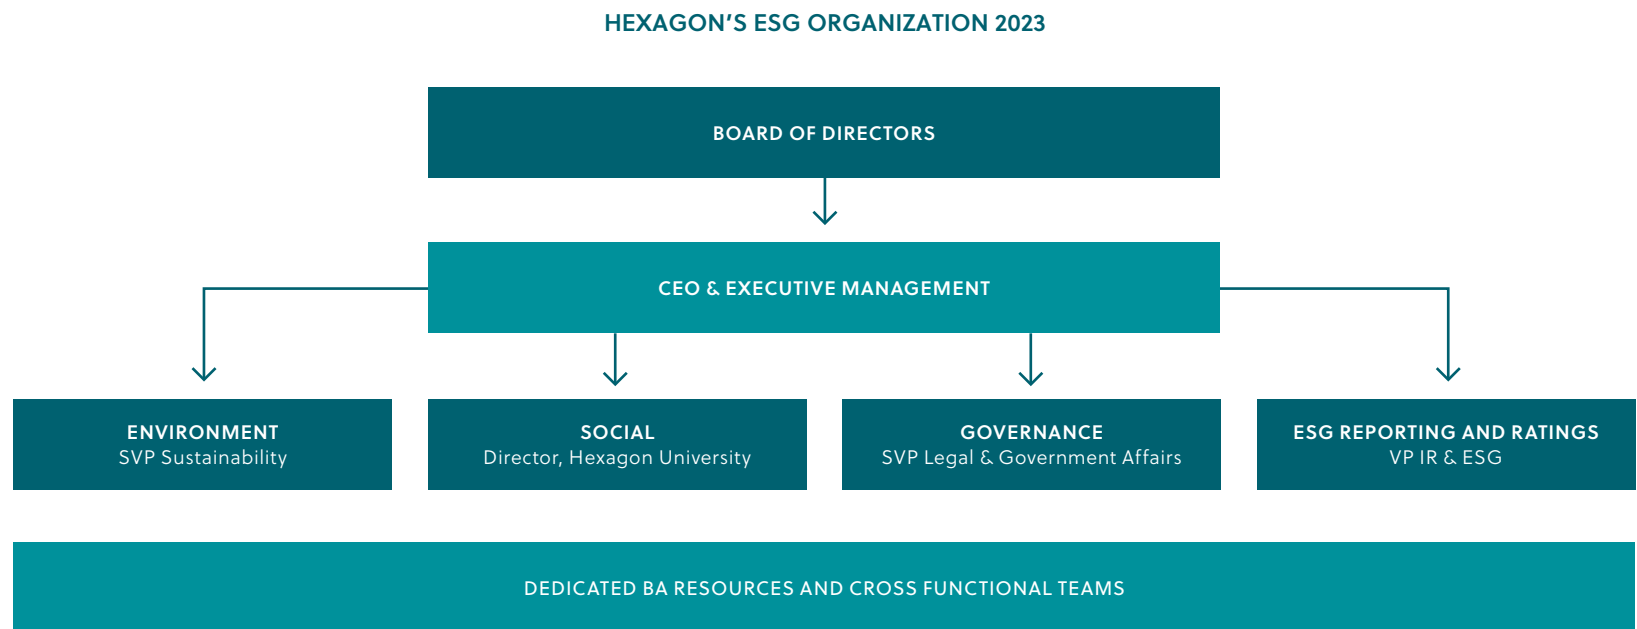 HEXAGON’S ESG ORGANIZATION 2023
BOARD OF DIRECTORS
CEO & EXECUTIVE MANAGEMENT
ENVIRONMENT
SVP Sustainability
SOCIAL
Director, Hexagon University
GOVERNANCE
SVP Legal & Government Affairs
ESG REPORTING AND RATINGS
VP IR & ESG
DEDICATED BA RESOURCES AND CROSS FUNCTIONAL TEAMS